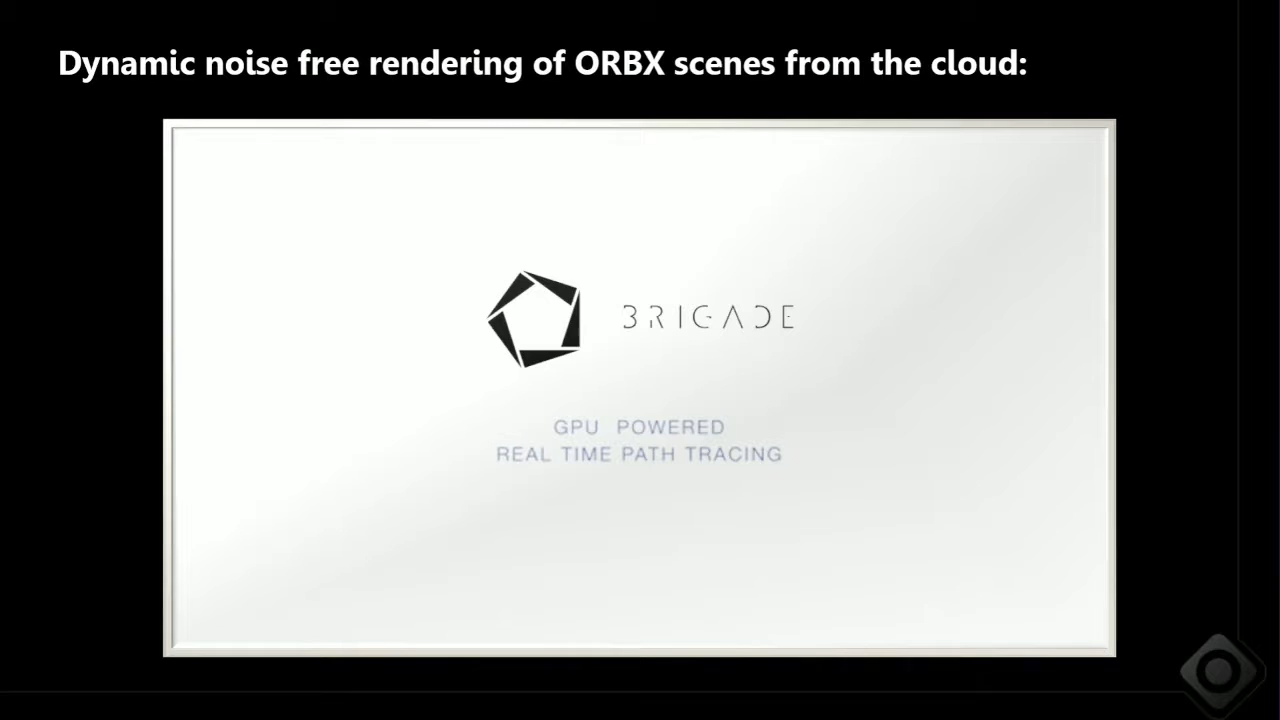 Dynamic noise free rendering of ORBX scenes from the cloud:
BRIGADE
GPU POWERED
REAL TIME PATH TRACING